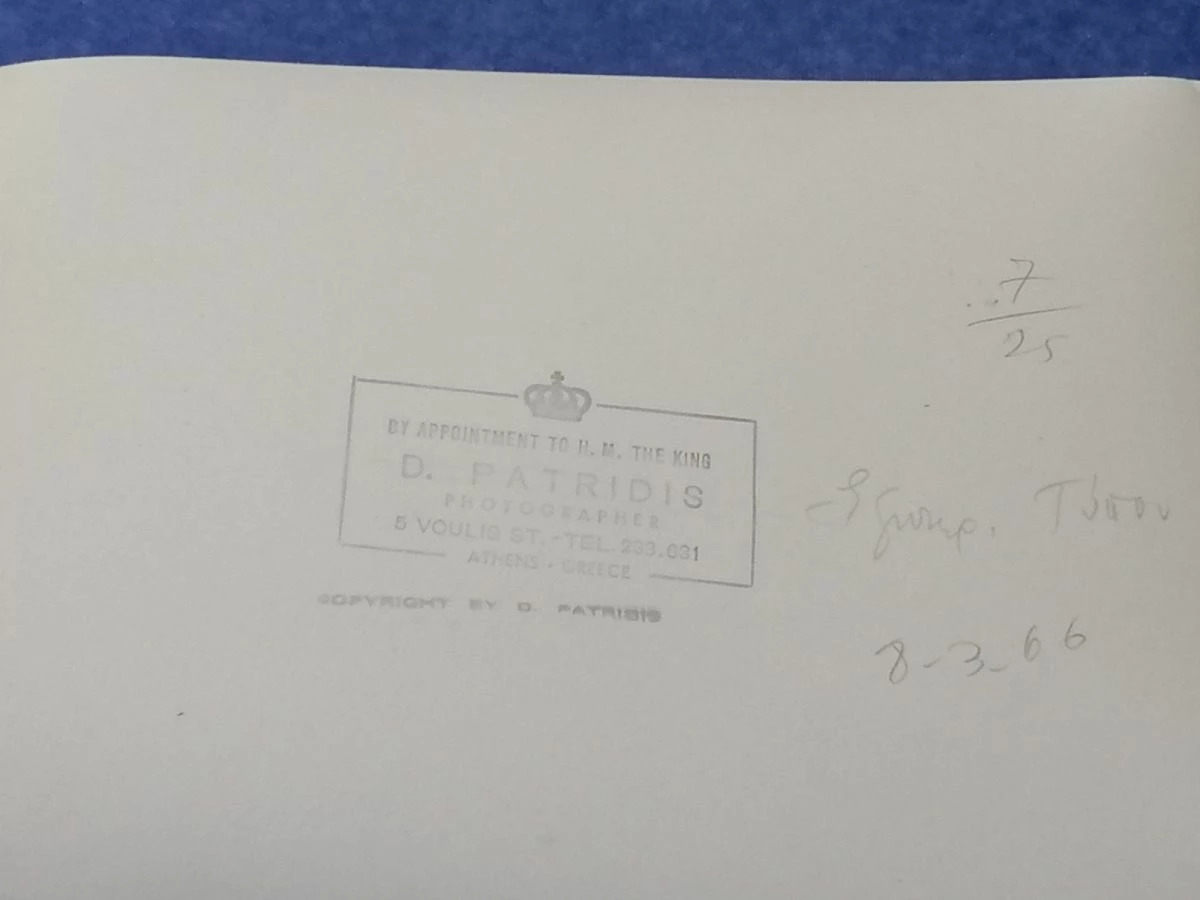 7
25
BY APPOINTMENT TO H. M. THE KING
D. PATRIDIS
PHOTOGRAPHER
5 VOULIS ST. - TEL. 233.631
ATHENS - GREECE
COPYRIGHT BY D. PATRIDIS
Τύπου
8-3-66